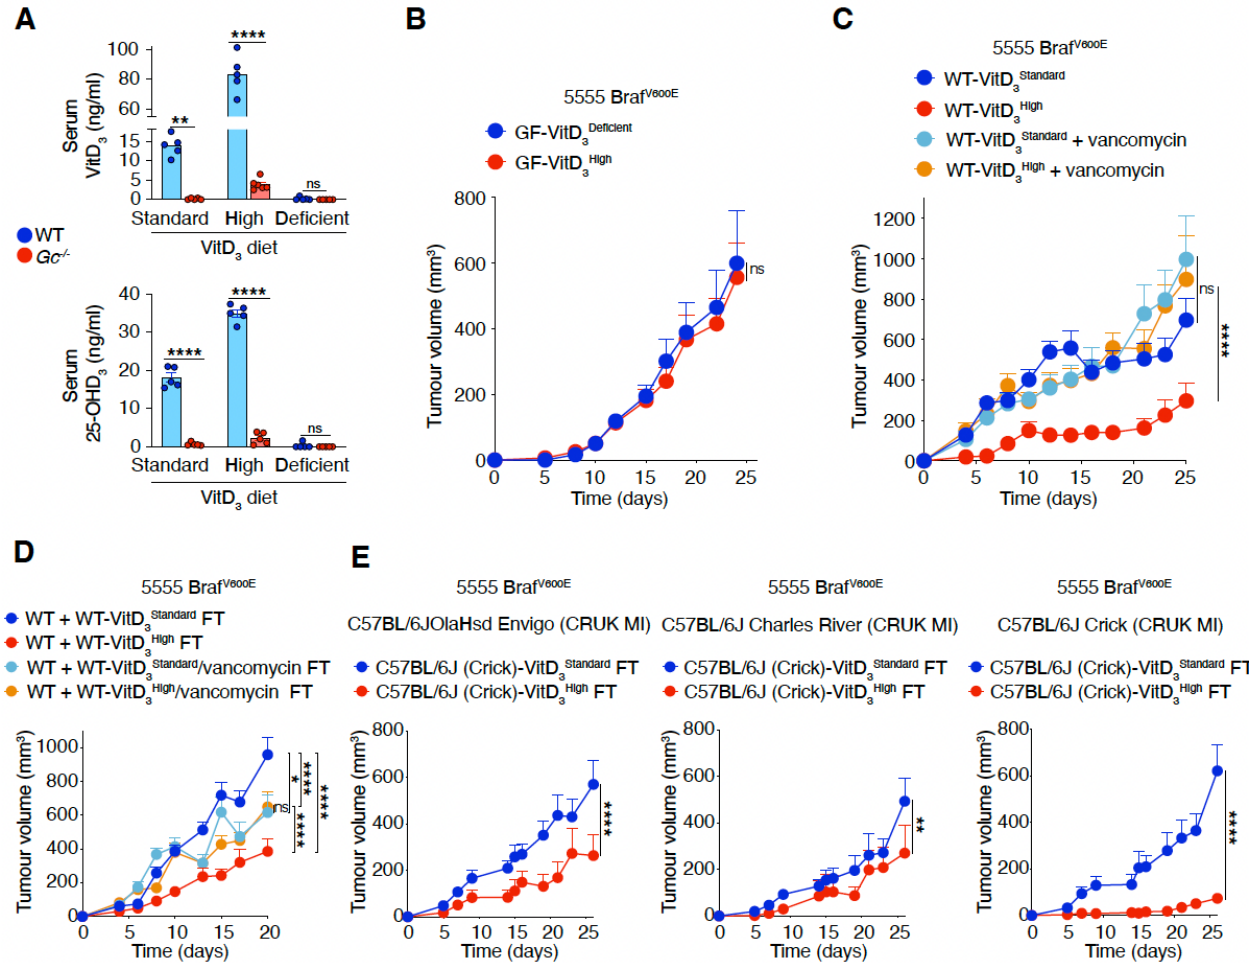 A
Serum
VitD3 (ng/ml)
100
80
60
15
10
5
0
****
**
ns
Standard High Deficient
VitD3 diet
WT
Gc-/-
Serum
25-OHD3 (ng/ml)
40
30
20
10
0
****
****
ns
Standard High Deficient
VitD3 diet
B
5555 BrafV600E
GF-VitD3Deficient
GF-VitD3High
Tumour volume (mm3)
800
600
400
200
0
ns
0 5 10 15 20 25
Time (days)
C
5555 BrafV600E
WT-VitD3Standard
WT-VitD3High
WT-VitD3Standard + vancomycin
WT-VitD3High + vancomycin
Tumour volume (mm3)
1200
1000
800
600
400
200
0
ns
****
0 5 10 15 20 25
Time (days)
D
5555 BrafV600E
WT + WT-VitD3Standard FT
WT + WT-VitD3High FT
WT + WT-VitD3Standard/vancomycin FT
WT + WT-VitD3High/vancomycin FT
Tumour volume (mm3)
1000
800
600
400
200
0
*
****
****
ns
****
0 5 10 15 20
Time (days)
E
5555 BrafV600E
C57BL/6JOlaHsd Envigo (CRUK MI)
C57BL/6J (Crick)-VitD3Standard FT
C57BL/6J (Crick)-VitD3High FT
Tumour volume (mm3)
800
600
400
200
0
****
0 5 10 15 20 25
Time (days)
5555 BrafV600E
C57BL/6J Charles River (CRUK MI)
C57BL/6J (Crick)-VitD3Standard FT
C57BL/6J (Crick)-VitD3High FT
Tumour volume (mm3)
800
600
400
200
0
**
0 5 10 15 20 25
Time (days)
5555 BrafV600E
C57BL/6J Crick (CRUK MI)
C57BL/6J (Crick)-VitD3Standard FT
C57BL/6J (Crick)-VitD3High FT
Tumour volume (mm3)
800
600
400
200
0
****
0 5 10 15 20 25
Time (days)